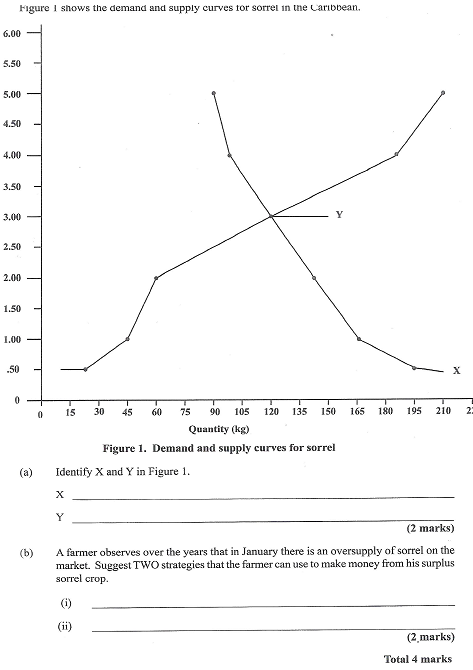 Figure 1 shows the demand and supply curves for sorrel in the Caribbean.
6.00
5.50
5.00
4.50
4.00
3.50
3.00
Y
2.50
2.00
1.50
1.00
.50
X
0
0 15 30 45 60 75 90 105 120 135 150 165 180 195 210
Quantity (kg)
Figure 1. Demand and supply curves for sorrel
(a) Identify X and Y in Figure 1.
X
Y
(2 marks)
(b) A farmer observes over the years that in January there is an oversupply of sorrel on the
market. Suggest TWO strategies that the farmer can use to make money from his surplus
sorrel crop.
(i)
(ii)
(2 marks)
Total 4 marks